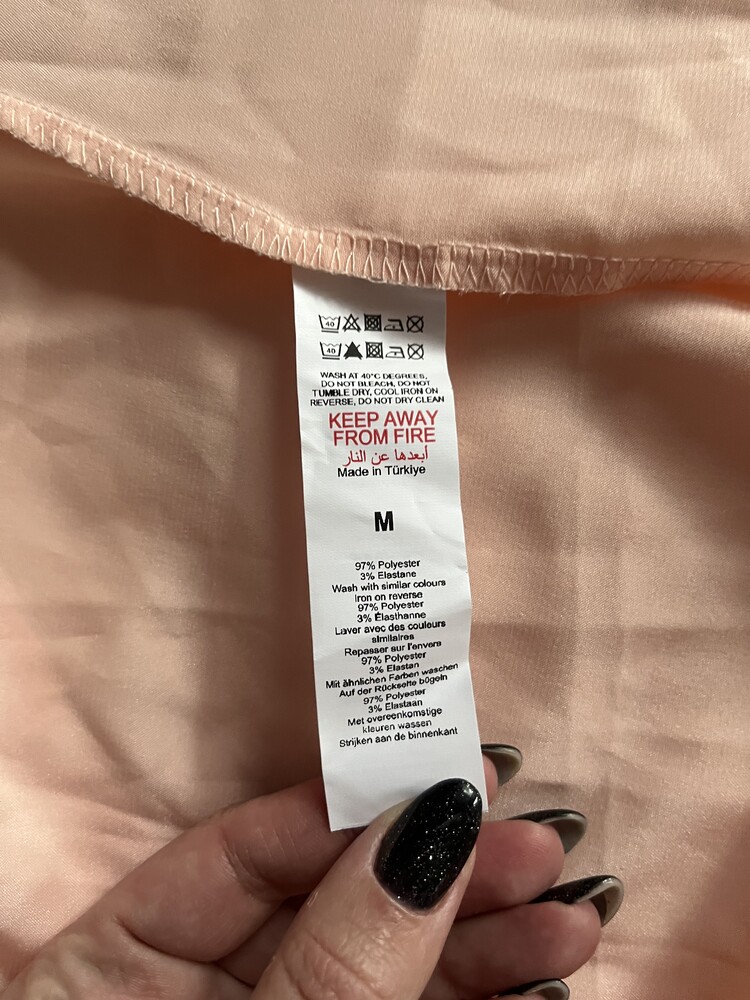 40
40
WASH AT 40°C DEGREES,
DO NOT BLEACH, DO NOT
TUMBLE DRY, COOL IRON ON
REVERSE, DO NOT DRY CLEAN
KEEP AWAY
FROM FIRE
أبعدها عن النار
Made in Türkiye
M
97% Polyester
3% Elastane
Wash with similar colours
Iron on reverse
97% Polyester
3% Élasthanne
Laver avec des couleurs
similaires
Repasser sur l'envers
97% Polyester
3% Elastan
Mit ähnlichen Farben waschen
Auf der Rückseite bügeln
97% Polyester
3% Elastaan
Met overeenkomstige
kleuren wassen
Strijken aan de binnenkant